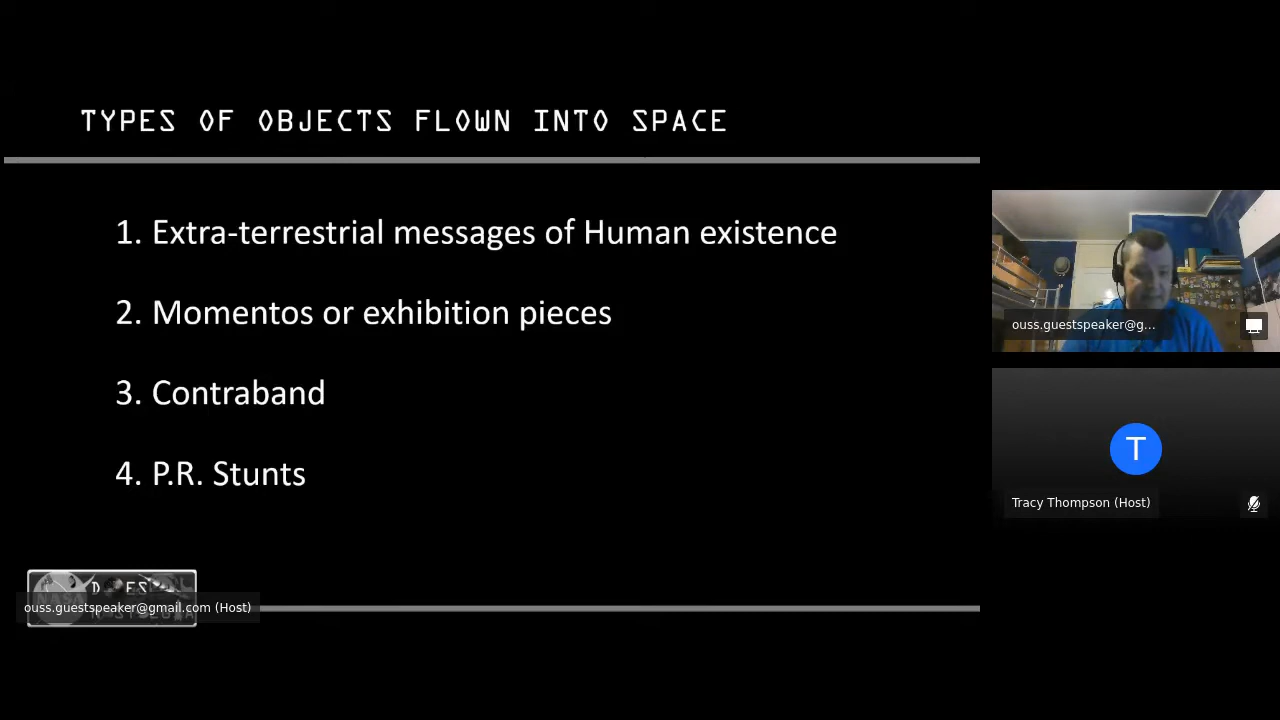 TYPES OF OBJECTS FLOWN INTO SPACE
1. Extra-terrestrial messages of Human existence
2. Momentos or exhibition pieces
3. Contraband
4. P.R. Stunts
ouss.guestspeaker@gmail.com (Host)
ouss.guestspeaker@g...
T
Tracy Thompson (Host)